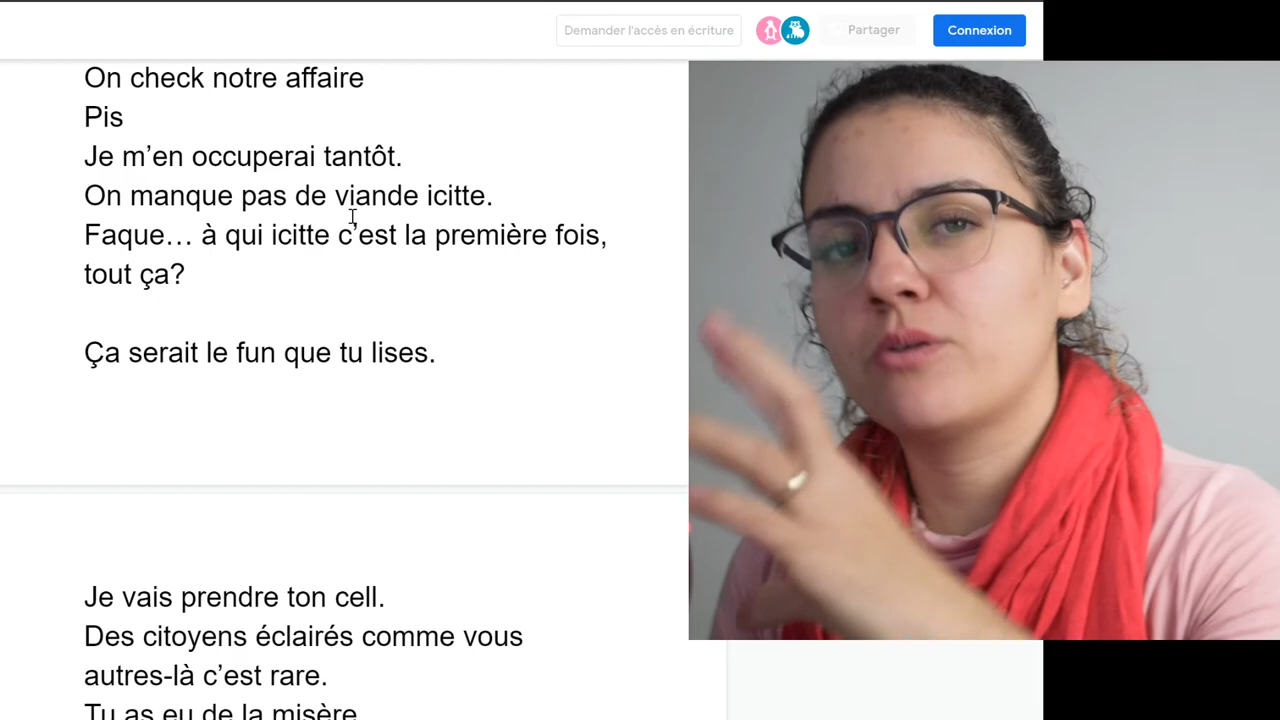 Demander l'accès en écriture
Partager
Connexion
On check notre affaire
Pis
Je m’en occuperai tantôt.
On manque pas de viande icitte.
Faque… à qui icitte c’est la première fois,
tout ça?
Ça serait le fun que tu lises.
Je vais prendre ton cell.
Des citoyens éclairés comme vous
autres-là c’est rare.
Tu as eu de la misère